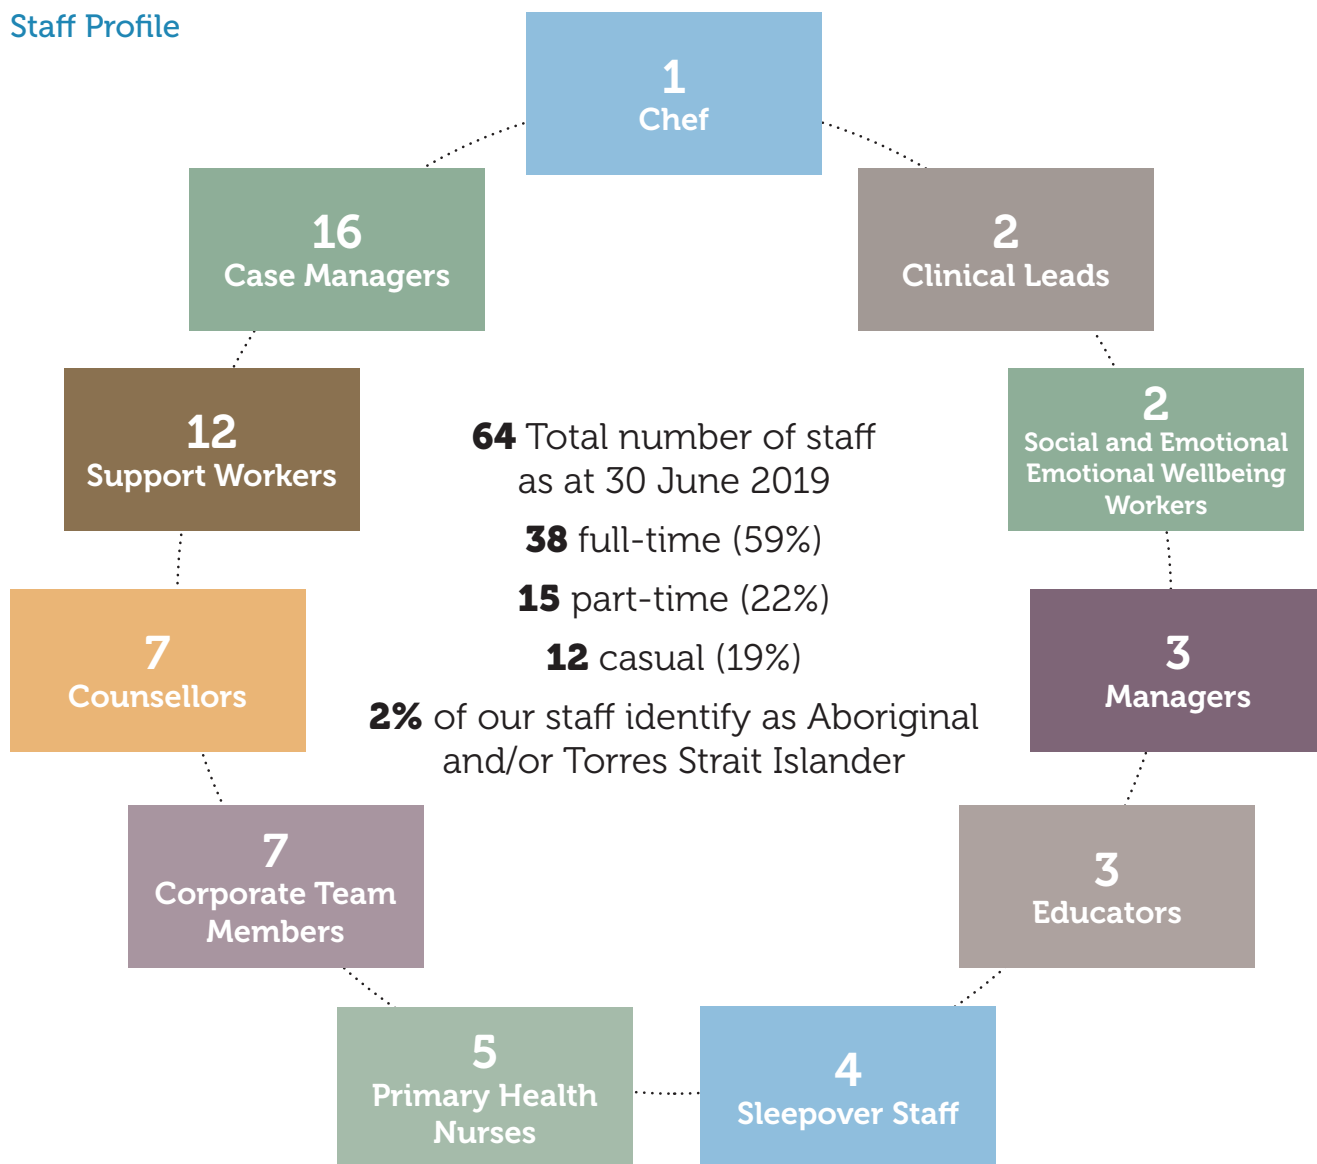 Staff Profile
1
Chef
2
Clinical Leads
2
Social and Emotional
Emotional Wellbeing
Workers
3
Managers
3
Educators
4
Sleepover Staff
5
Primary Health
Nurses
7
Corporate Team
Members
7
Counsellors
12
Support Workers
16
Case Managers
64 Total number of staff
as at 30 June 2019
38 full-time (59%)
15 part-time (22%)
12 casual (19%)
2% of our staff identify as Aboriginal
and/or Torres Strait Islander